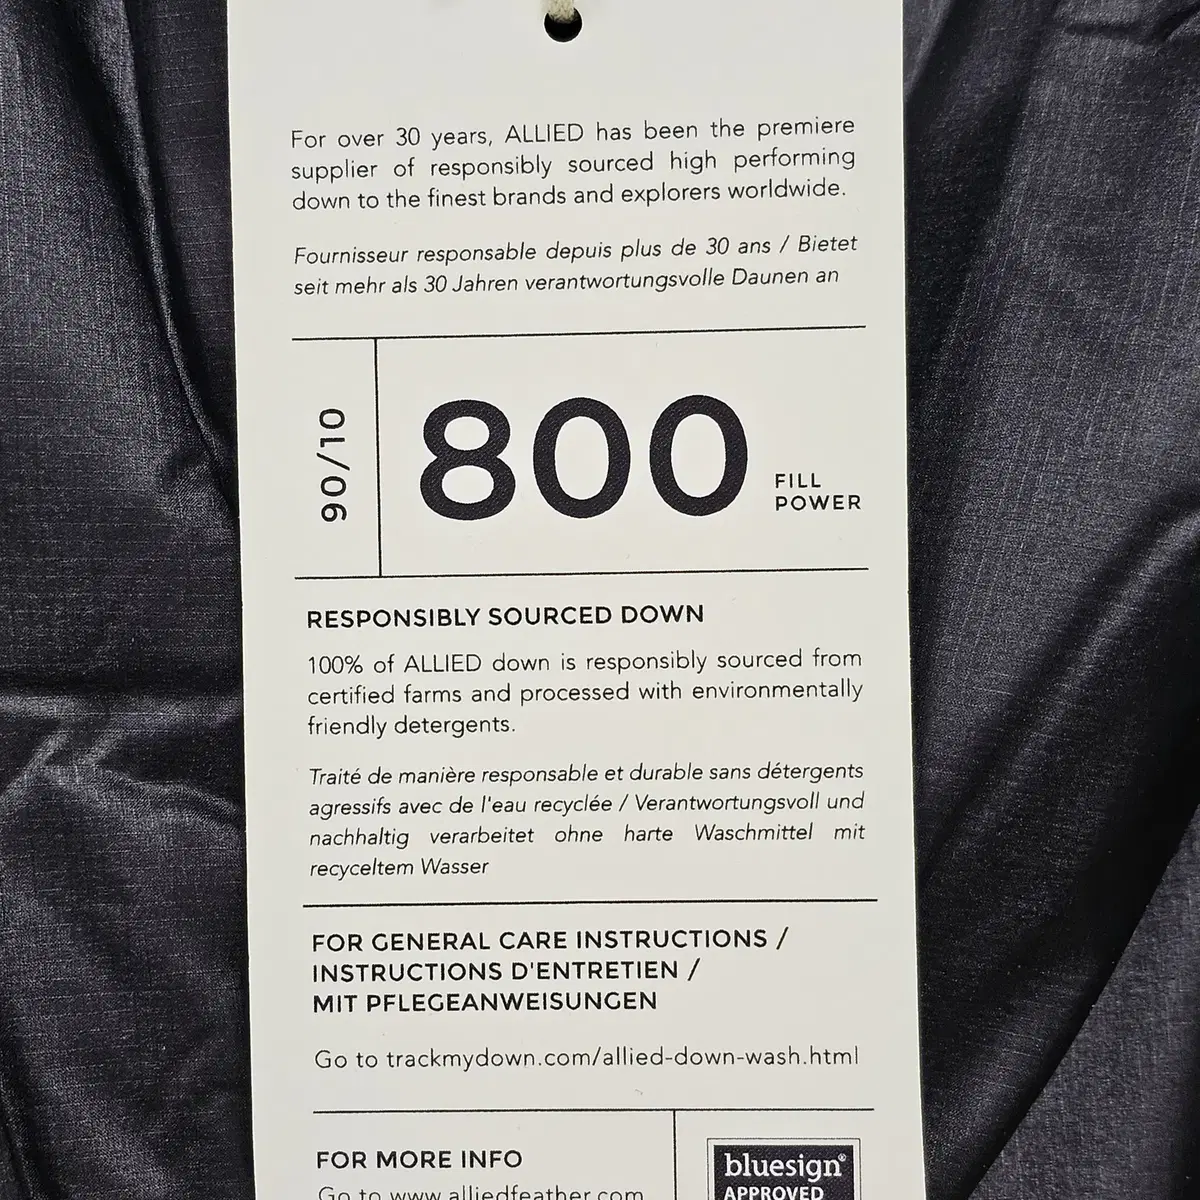 For over 30 years, ALLIED has been the premiere
supplier of responsibly sourced high performing
down to the finest brands and explorers worldwide.
Fournisseur responsable depuis plus de 30 ans / Bietet
seit mehr als 30 Jahren verantwortungsvolle Daunen an
90/10
800
FILL
POWER
RESPONSIBLY SOURCED DOWN
100% of ALLIED down is responsibly sourced from
certified farms and processed with environmentally
friendly detergents.
Traité de manière responsable et durable sans détergents
agressifs avec de l'eau recyclée / Verantwortungsvoll und
nachhaltig verarbeitet ohne harte Waschmittel mit
recyceltem Wasser
FOR GENERAL CARE INSTRUCTIONS /
INSTRUCTIONS D'ENTRETIEN /
MIT PFLEGEANWEISUNGEN
Go to trackmydown.com/allied-down-wash.html
FOR MORE INFO
Go to www.alliedfeather.com
bluesign®
APPROVED